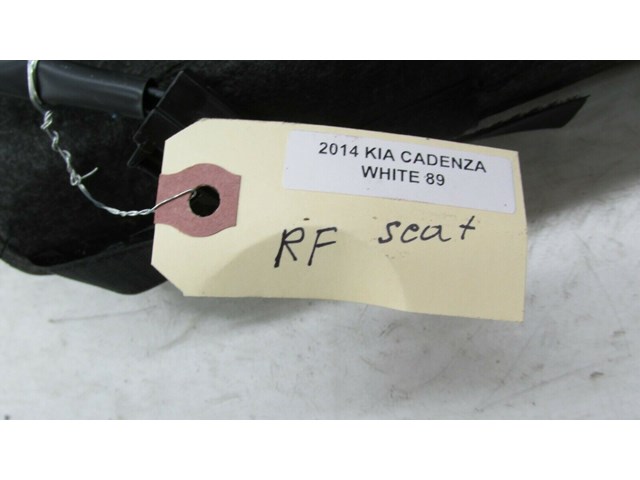 2014 KIA CADENZA
WHITE 89
RF seat